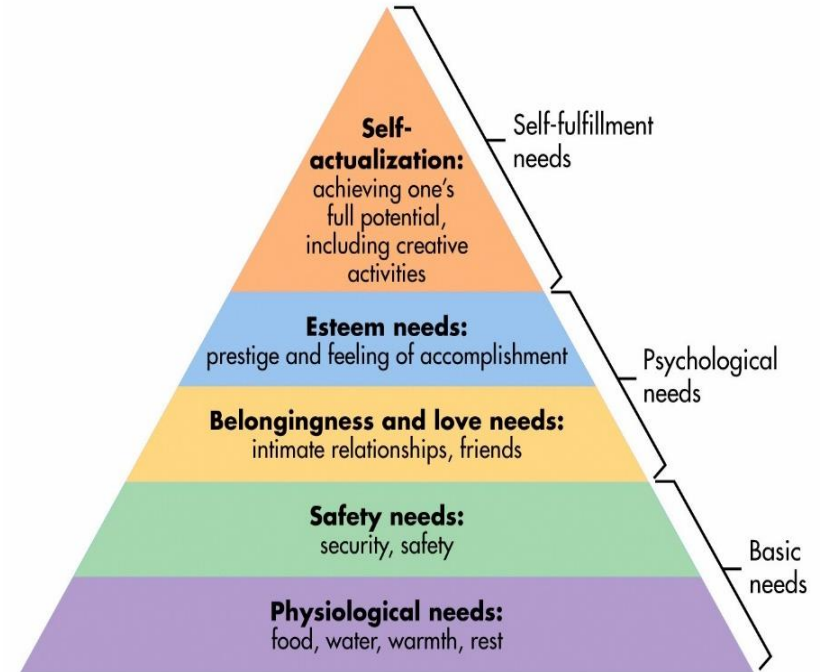 Self-
actualization:
achieving one's
full potential,
including creative
activities
Self-fulfillment
needs
Esteem needs:
prestige and feeling of accomplishment
Belongingness and love needs:
intimate relationships, friends
Psychological
needs
Safety needs:
security, safety
Physiological needs:
food, water, warmth, rest
Basic
needs